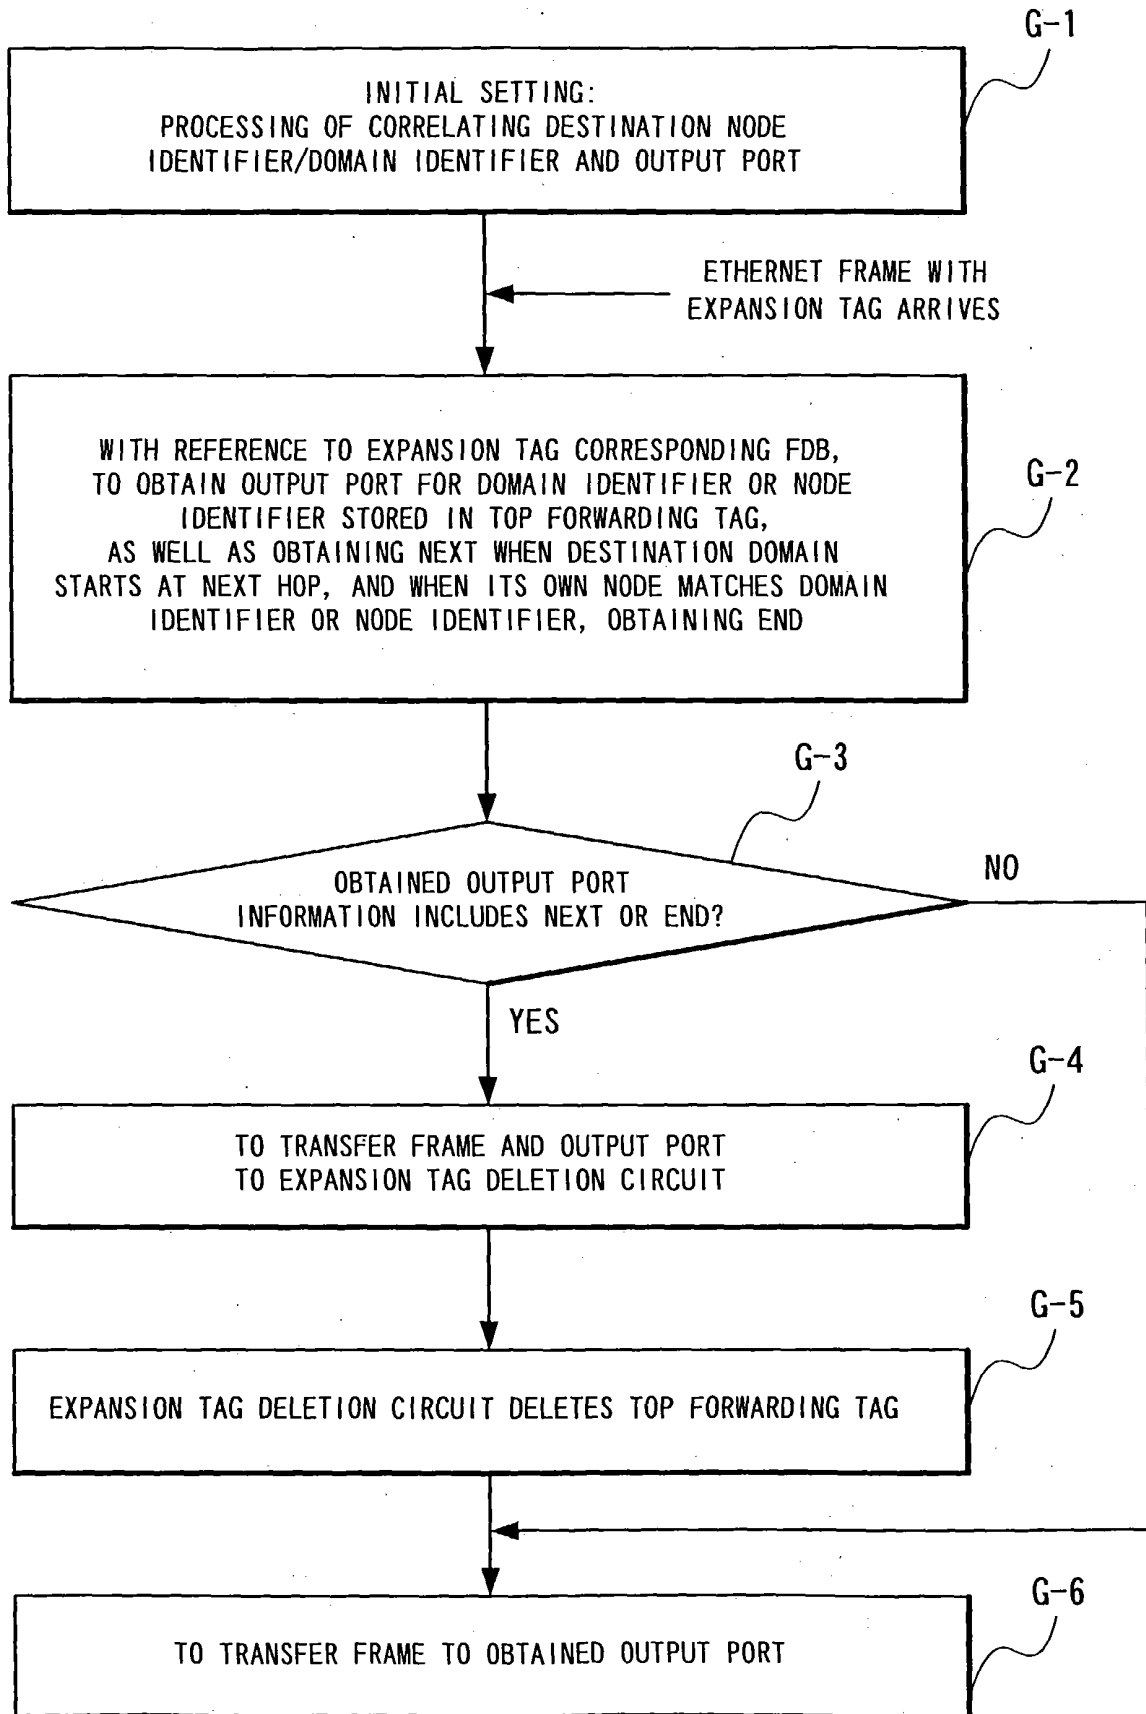 G-1
INITIAL SETTING:
PROCESSING OF CORRELATING DESTINATION NODE
IDENTIFIER/DOMAIN IDENTIFIER AND OUTPUT PORT
ETHERNET FRAME WITH
EXPANSION TAG ARRIVES
G-2
WITH REFERENCE TO EXPANSION TAG CORRESPONDING FDB,
TO OBTAIN OUTPUT PORT FOR DOMAIN IDENTIFIER OR NODE
IDENTIFIER STORED IN TOP FORWARDING TAG,
AS WELL AS OBTAINING NEXT WHEN DESTINATION DOMAIN
STARTS AT NEXT HOP, AND WHEN ITS OWN NODE MATCHES DOMAIN
IDENTIFIER OR NODE IDENTIFIER, OBTAINING END
G-3
OBTAINED OUTPUT PORT
INFORMATION INCLUDES NEXT OR END?
NO
YES
G-4
TO TRANSFER FRAME AND OUTPUT PORT
TO EXPANSION TAG DELETION CIRCUIT
G-5
EXPANSION TAG DELETION CIRCUIT DELETES TOP FORWARDING TAG
G-6
TO TRANSFER FRAME TO OBTAINED OUTPUT PORT